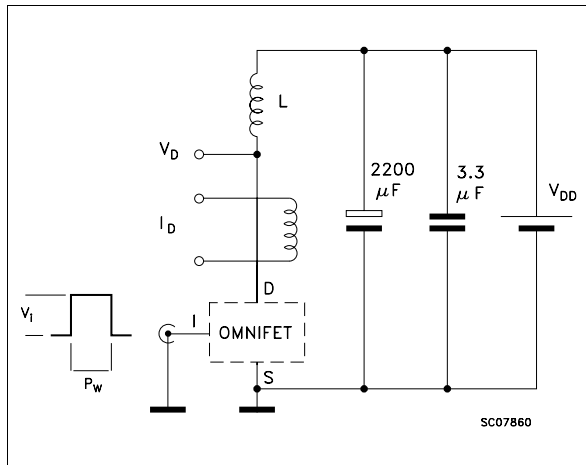 L
V_D
2200
μF
3.3
μF
V_DD
I_D
D
V_i
I
OMNIFET
P_W
S
SC07860